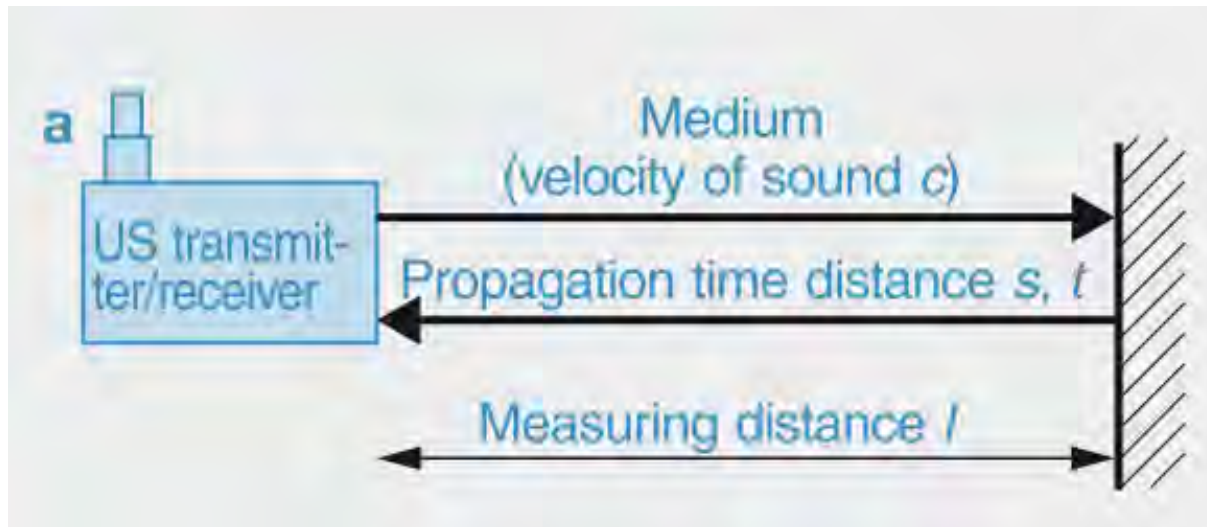 a
Medium
(velocity of sound c)
US transmit-
ter/receiver
Propagation time distance s, t
Measuring distance l